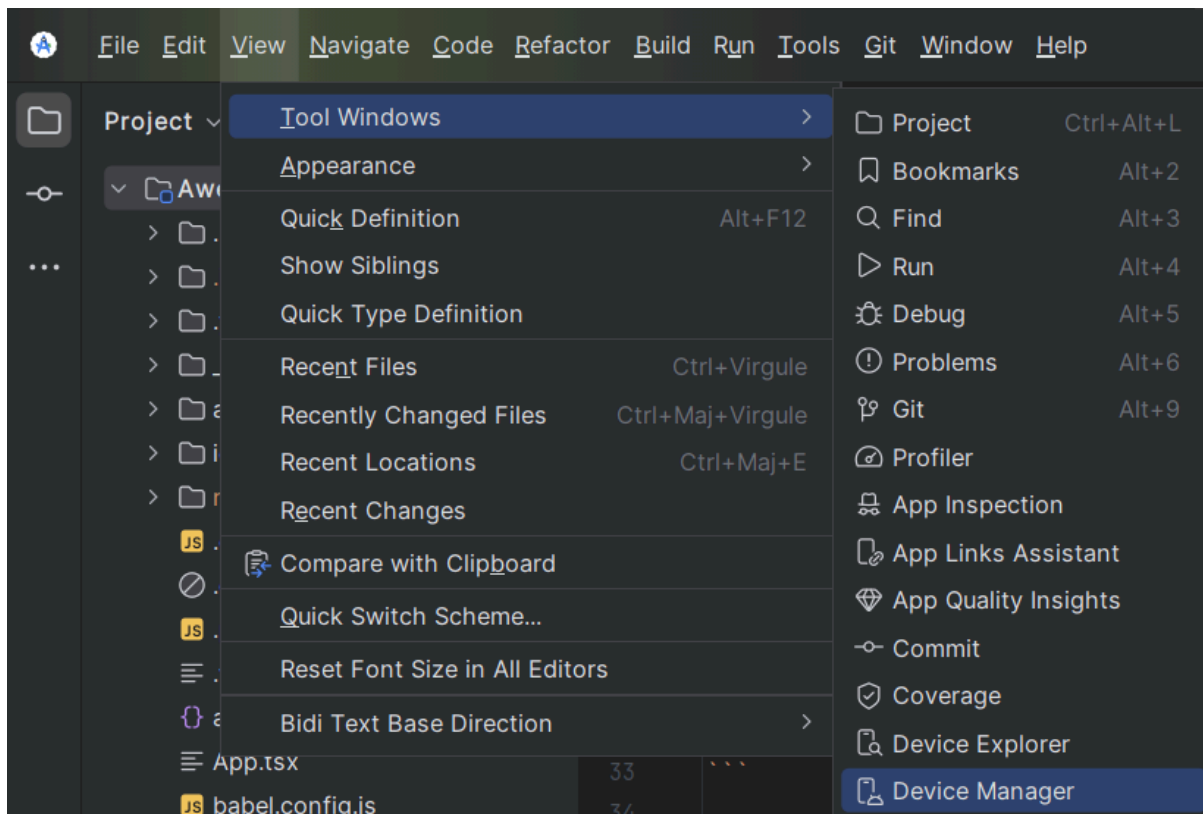 File Edit View Navigate Code Refactor Build Run Tools Git Window Help
Project
Tool Windows
Appearance
Quick Definition Alt+F12
Show Siblings
Quick Type Definition
Recent Files Ctrl+Virgule
Recently Changed Files Ctrl+Maj+Virgule
Recent Locations Ctrl+Maj+E
Recent Changes
Compare with Clipboard
Quick Switch Scheme...
Reset Font Size in All Editors
Bidi Text Base Direction
Project Ctrl+Alt+L
Bookmarks Alt+2
Find Alt+3
Run Alt+4
Debug Alt+5
Problems Alt+6
Git Alt+9
Profiler
App Inspection
App Links Assistant
App Quality Insights
Commit
Coverage
Device Explorer
Device Manager
JS
JS
App.tsx
JS babel.config.js
33 ```
34